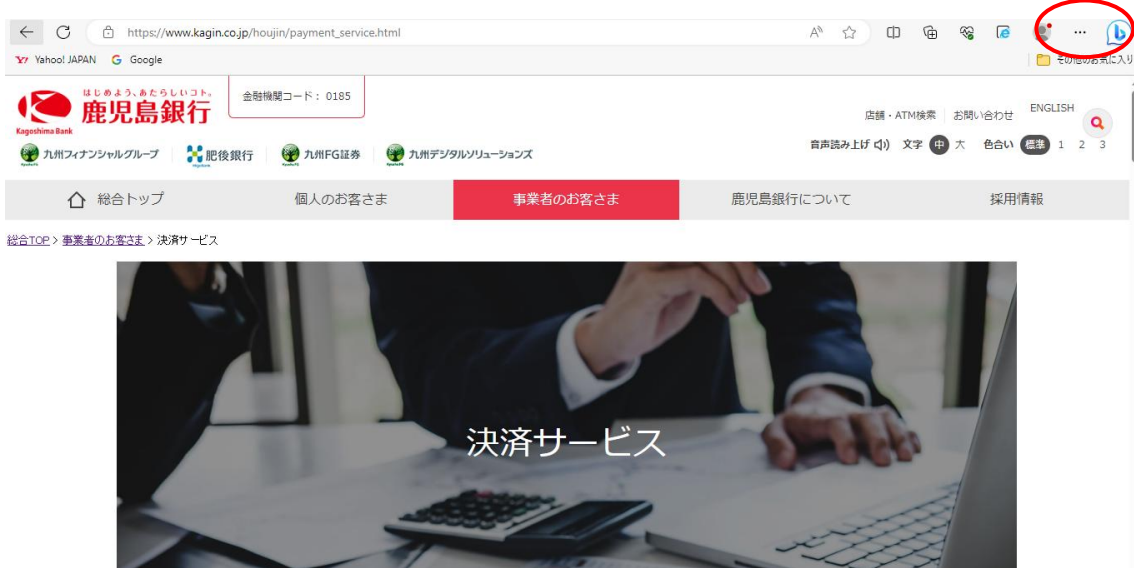 https://www.kagin.co.jp/houjin/payment_service.html
Yahoo! JAPAN Google その他のお気に入り
はじめよう、あたらしいコト。
鹿児島銀行
Kagoshima Bank
金融機関コード： 0185
店舗・ATM検索 お問い合わせ ENGLISH
九州フィナンシャルグループ 肥後銀行 九州FG証券 九州デジタルソリューションズ
音声読み上げ 文字 中 大 色合い 標準 1 2 3
総合トップ 個人のお客さま 事業者のお客さま 鹿児島銀行について 採用情報
総合TOP > 事業者のお客さま > 決済サービス
決済サービス